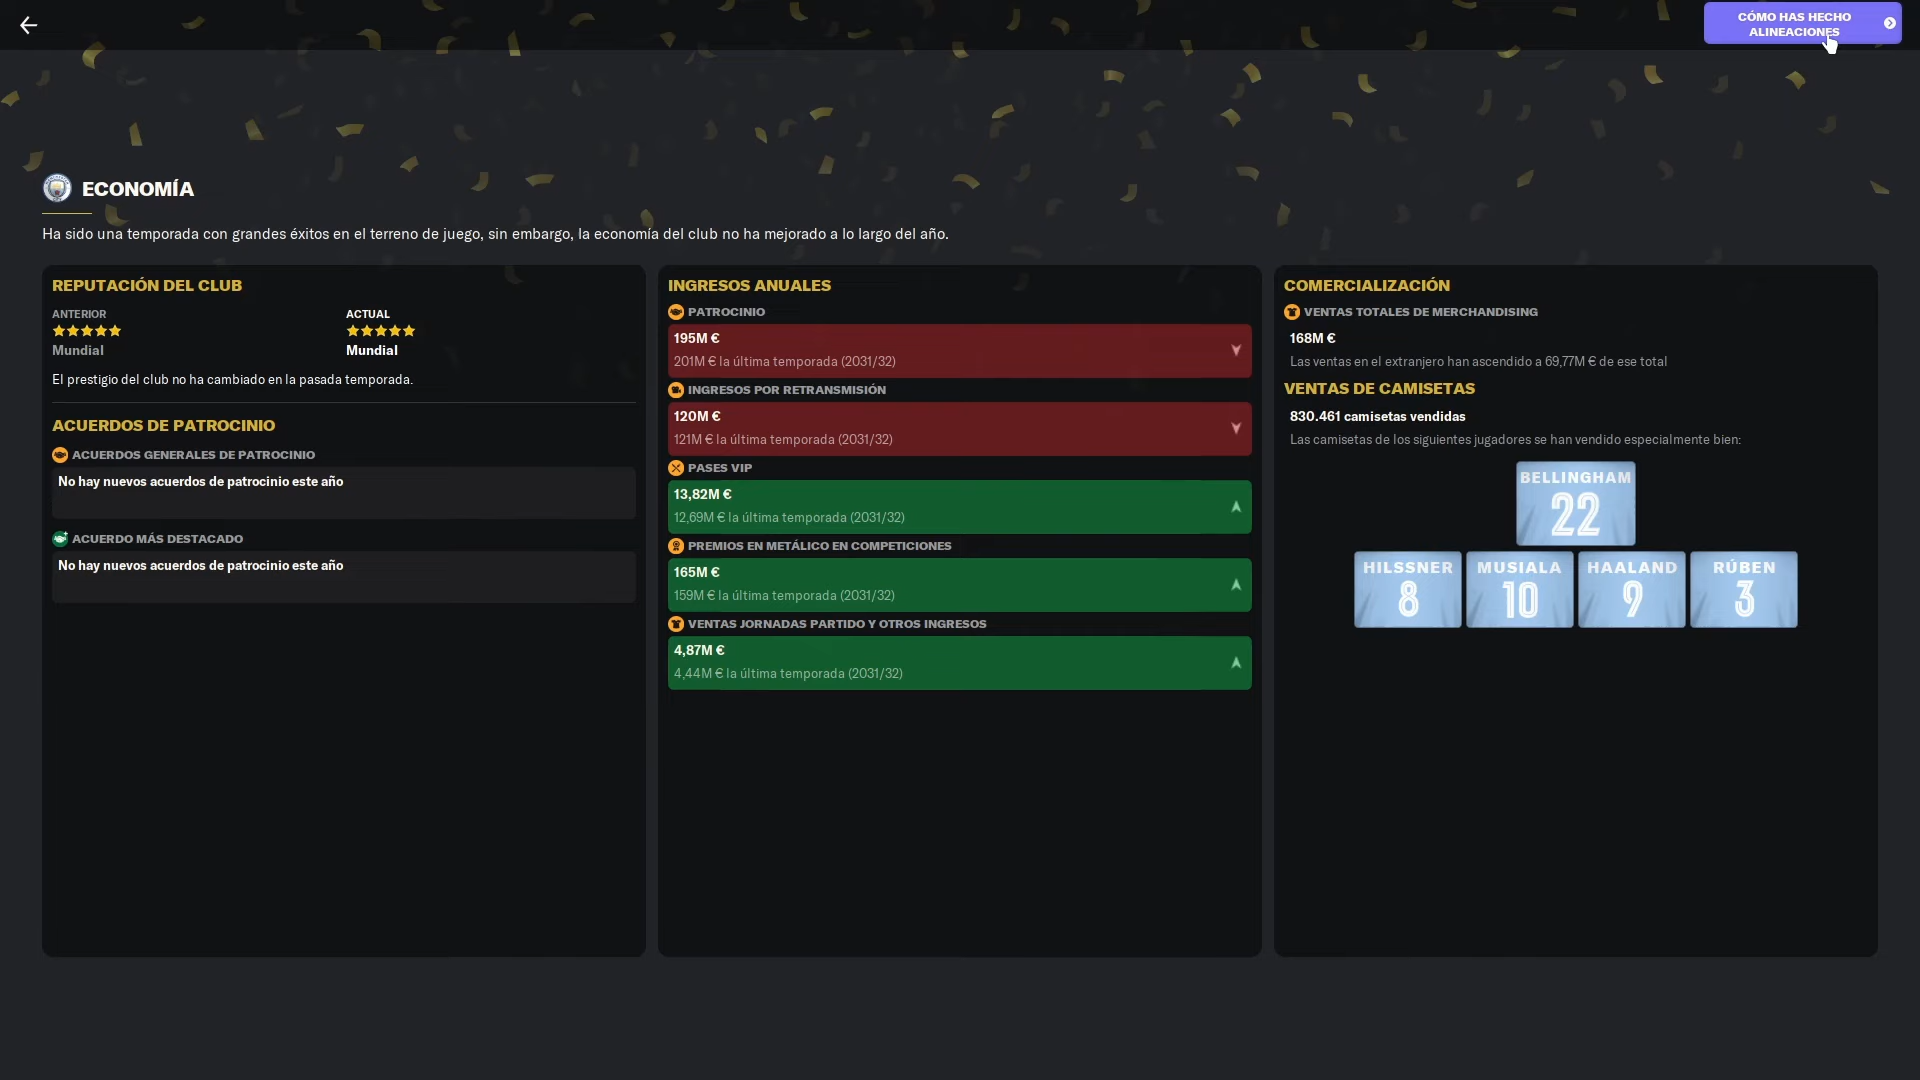 CÓMO HAS HECHO
ALINEACIONES
ECONOMÍA
Ha sido una temporada con grandes éxitos en el terreno de juego, sin embargo, la economía del club no ha mejorado a lo largo del año.
REPUTACIÓN DEL CLUB
ANTERIOR
Mundial
ACTUAL
Mundial
El prestigio del club no ha cambiado en la pasada temporada.
ACUERDOS DE PATROCINIO
ACUERDOS GENERALES DE PATROCINIO
No hay nuevos acuerdos de patrocinio este año
ACUERDO MÁS DESTACADO
No hay nuevos acuerdos de patrocinio este año
INGRESOS ANUALES
PATROCINIO
195M €
201M € la última temporada (2031/32)
INGRESOS POR RETRANSMISIÓN
120M €
121M € la última temporada (2031/32)
PASES VIP
13,82M €
12,69M € la última temporada (2031/32)
PREMIOS EN METÁLICO EN COMPETICIONES
165M €
159M € la última temporada (2031/32)
VENTAS JORNADAS PARTIDO Y OTROS INGRESOS
4,87M €
4,44M € la última temporada (2031/32)
COMERCIALIZACIÓN
VENTAS TOTALES DE MERCHANDISING
168M €
Las ventas en el extranjero han ascendido a 69,77M € de ese total
VENTAS DE CAMISETAS
830.461 camisetas vendidas
Las camisetas de los siguientes jugadores se han vendido especialmente bien:
BELLINGHAM
22
HILSSNER
8
MUSIALA
10
HAALAND
9
RÚBEN
3